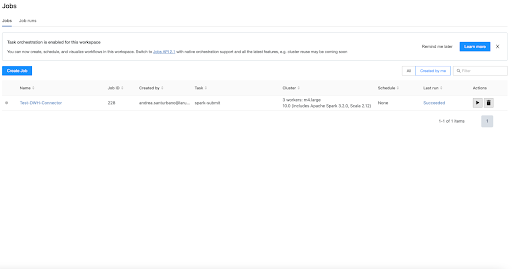 Jobs
Jobs Job runs
Task orchestration is enabled for this workspace
You can now create, schedule, and visualize workflows in this workspace. Switch to Jobs API 2.1 with native orchestration support and all the latest features, e.g. cluster reuse may be coming soon.
Remind me later Learn more
Create Job
All Created by me Filter
Name Job ID Created by Task Cluster Schedule Last run Actions
Test-DWH-Connector 228 spark-submit 3 workers: m4.large None Succeeded
10.0 (includes Apache Spark 3.2.0, Scala 2.12)
1-1 of 1 items 1